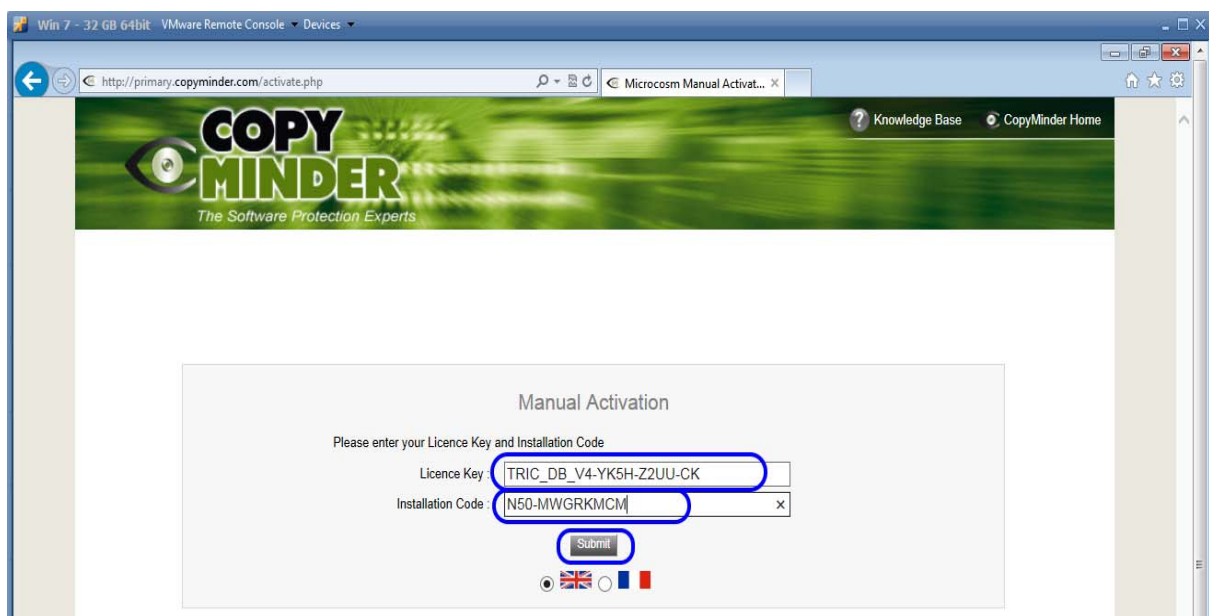 Win 7 - 32 GB 64bit VMware Remote Console Devices
http://primary.copyminder.com/activate.php Microcosm Manual Activat...
Knowledge Base CopyMinder Home
COPY
MINDER
The Software Protection Experts
Manual Activation
Please enter your Licence Key and Installation Code
Licence Key : TRIC_DB_V4-YK5H-Z2UU-CK
Installation Code : N50-MWGRKMCM
Submit